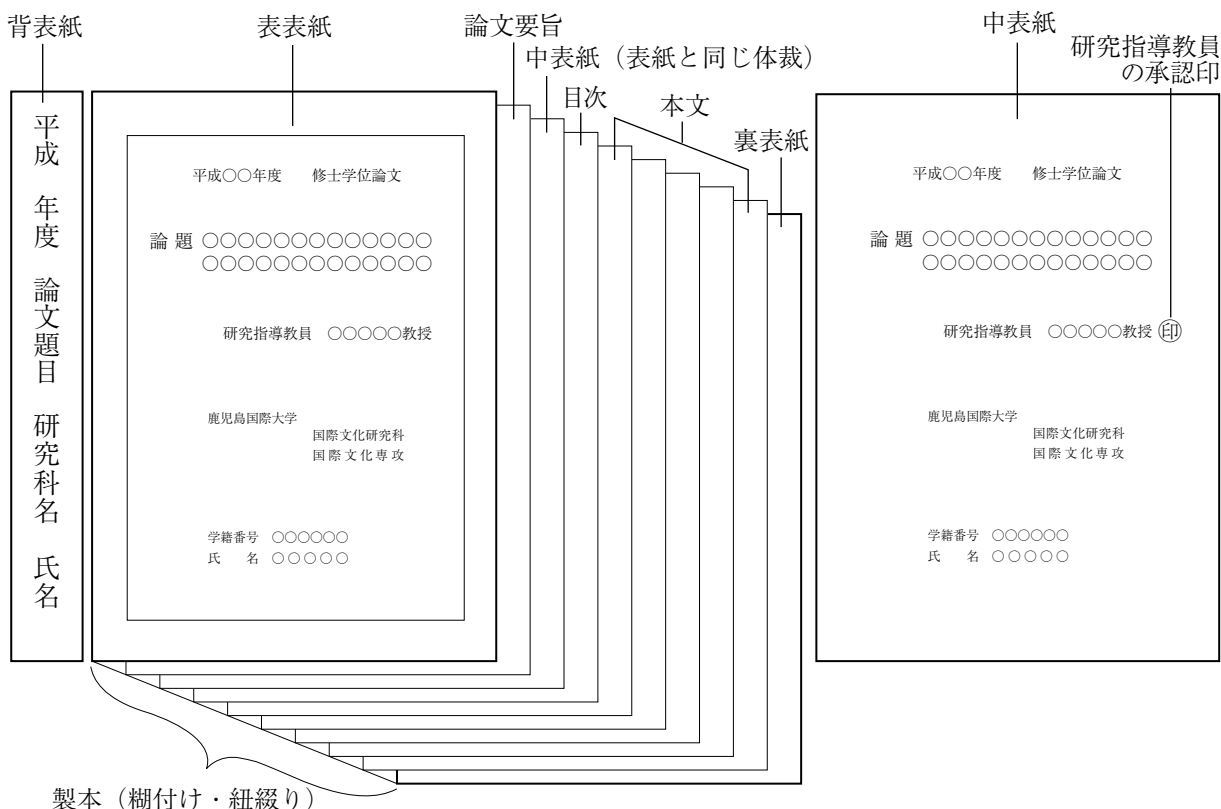 背表紙
表表紙
論文要旨
中表紙（表紙と同じ体裁）
目次
本文
裏表紙
平成　年度　論文題目　研究科名　氏名
平成○○年度　修士学位論文
論 題 ○○○○○○○○○○○○○
○○○○○○○○○○○○○
研究指導教員　○○○○○教授
鹿児島国際大学
国際文化研究科
国際文化専攻
学籍番号　○○○○○○
氏　　名　○○○○○
製本（糊付け・紐綴り）
中表紙
研究指導教員
の承認印
平成○○年度　修士学位論文
論 題 ○○○○○○○○○○○○○
○○○○○○○○○○○○○
研究指導教員　○○○○○教授 ㊞
鹿児島国際大学
国際文化研究科
国際文化専攻
学籍番号　○○○○○○
氏　　名　○○○○○